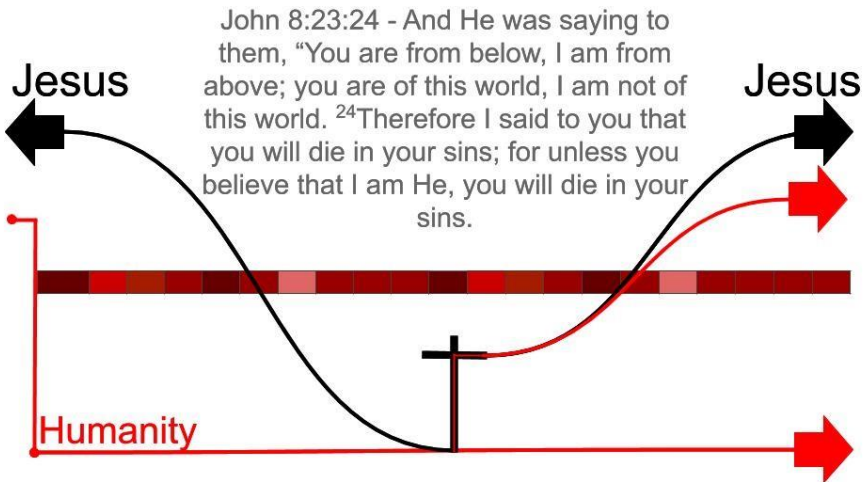 John 8:23:24 - And He was saying to
them, “You are from below, I am from
above; you are of this world, I am not of
this world. ²⁴Therefore I said to you that
you will die in your sins; for unless you
believe that I am He, you will die in your
sins.
Jesus
Jesus
Humanity